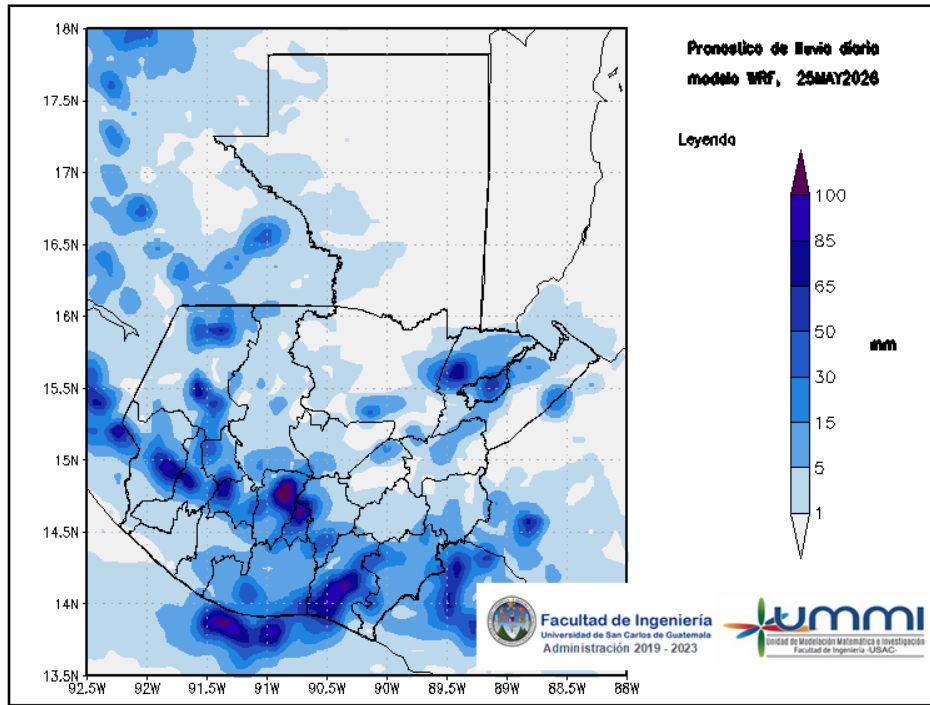 Pronostico de lluvia diaria
modelo WRF, 25MAY2026
Leyenda
100
85
65
50
30
15
5
1
mm
18N
17.5N
17N
16.5N
16N
15.5N
15N
14.5N
14N
13.5N
92.5W
92W
91.5W
91W
90.5W
90W
89.5W
89W
88.5W
88W
Facultad de Ingeniería
Universidad de San Carlos de Guatemala
Administración 2019 - 2023
ummi
Unidad de Modelación Matemática e Investigación
Facultad de Ingeniería -USAC-